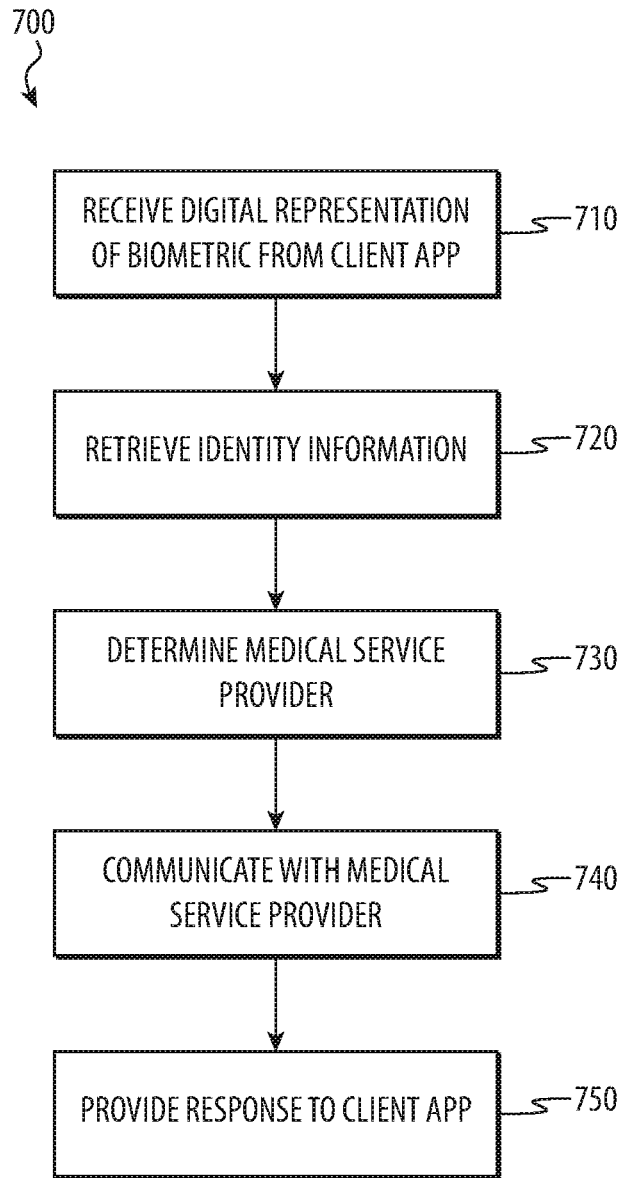 700
RECEIVE DIGITAL REPRESENTATION
OF BIOMETRIC FROM CLIENT APP
710
RETRIEVE IDENTITY INFORMATION
720
DETERMINE MEDICAL SERVICE
PROVIDER
730
COMMUNICATE WITH MEDICAL
SERVICE PROVIDER
740
PROVIDE RESPONSE TO CLIENT APP
750